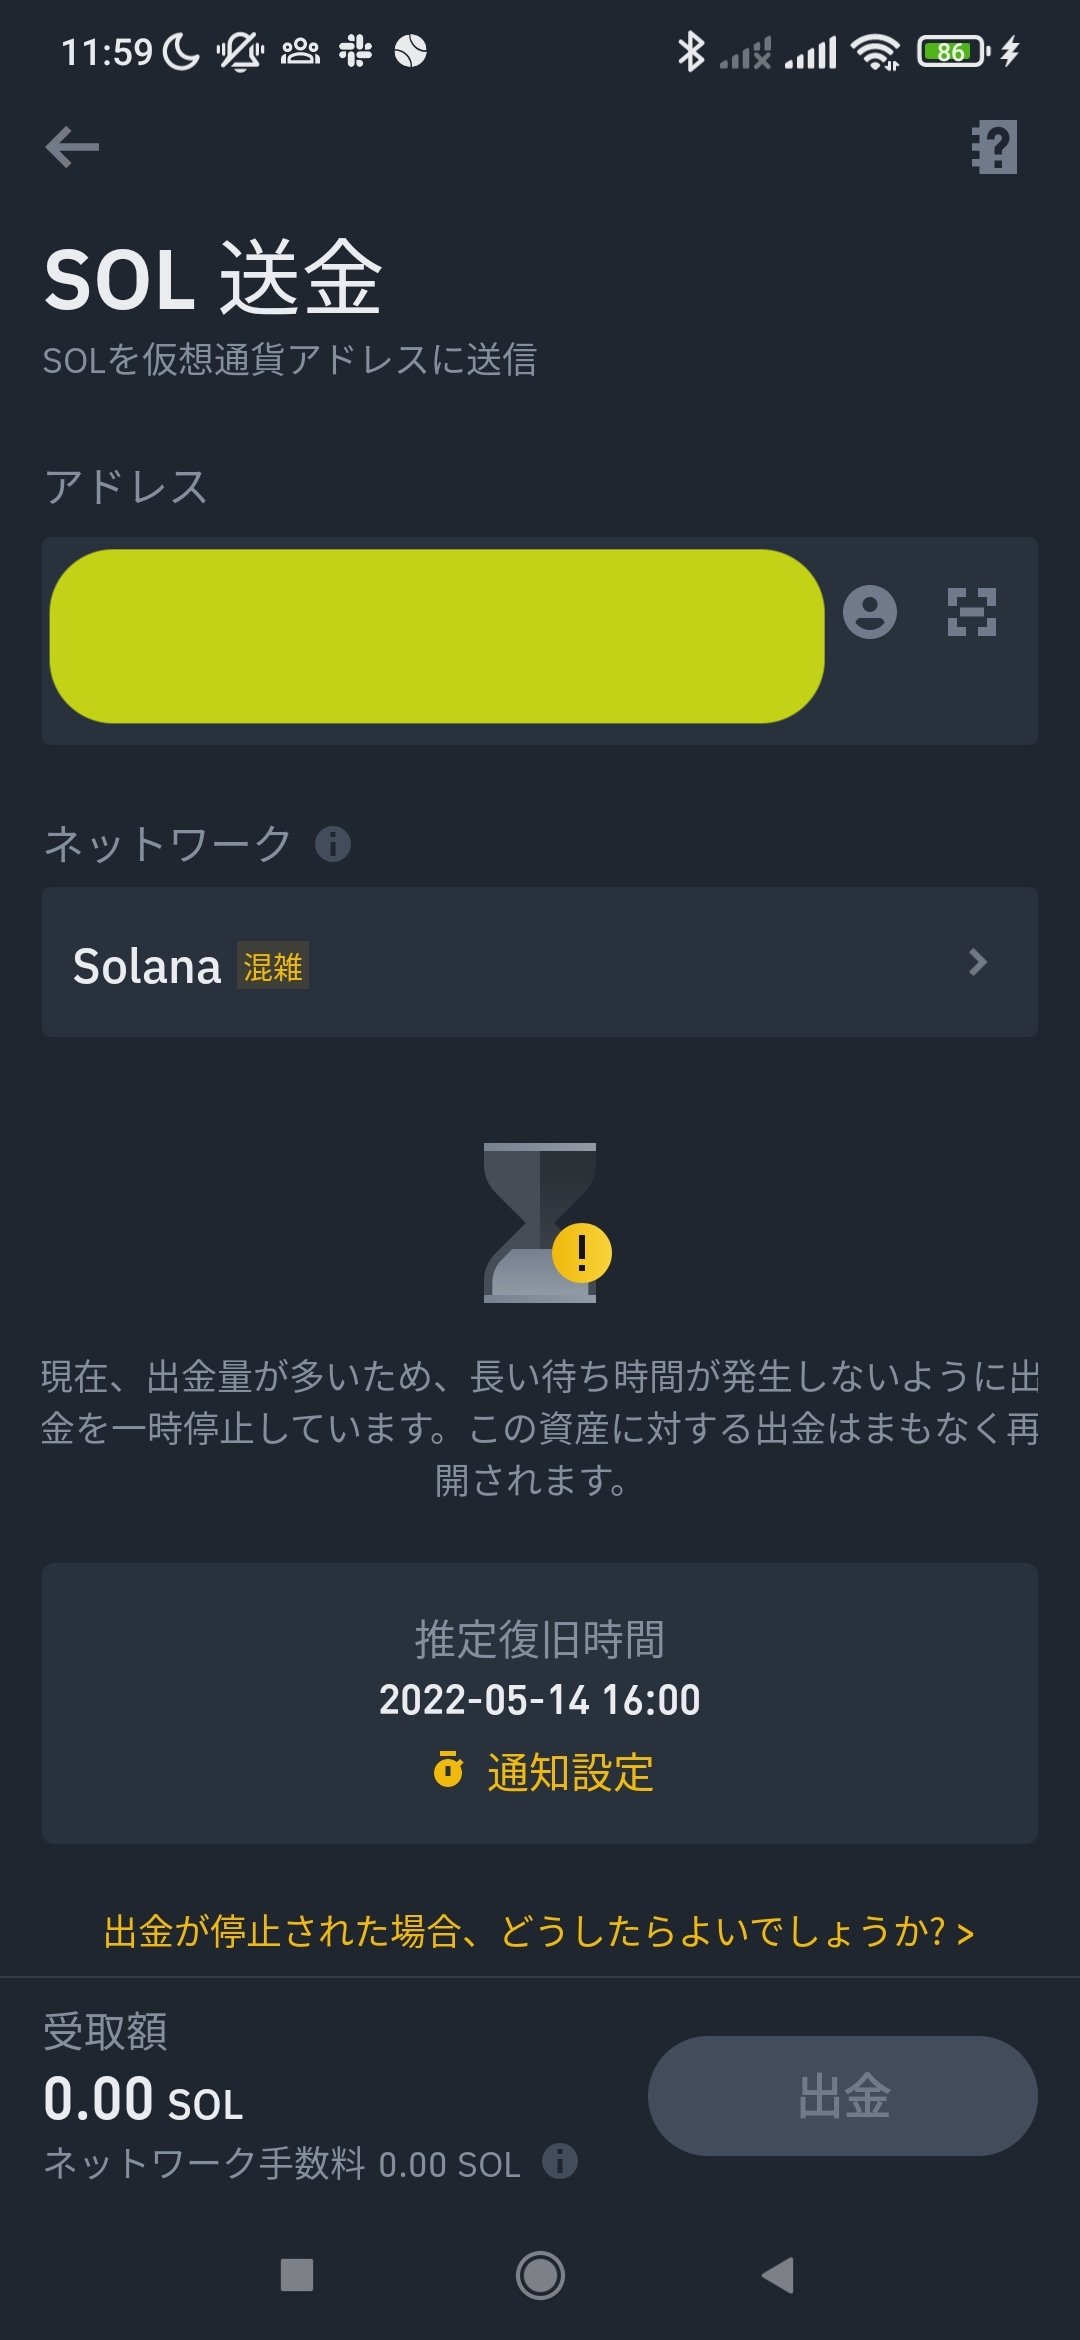 11:59
86
SOL 送金
SOLを仮想通貨アドレスに送信
アドレス
ネットワーク
Solana 混雑
現在、出金量が多いため、長い待ち時間が発生しないように出
金を一時停止しています。この資産に対する出金はまもなく再
開されます。
推定復旧時間
2022-05-14 16:00
通知設定
出金が停止された場合、どうしたらよいでしょうか? >
受取額
0.00 SOL
出金
ネットワーク手数料 0.00 SOL